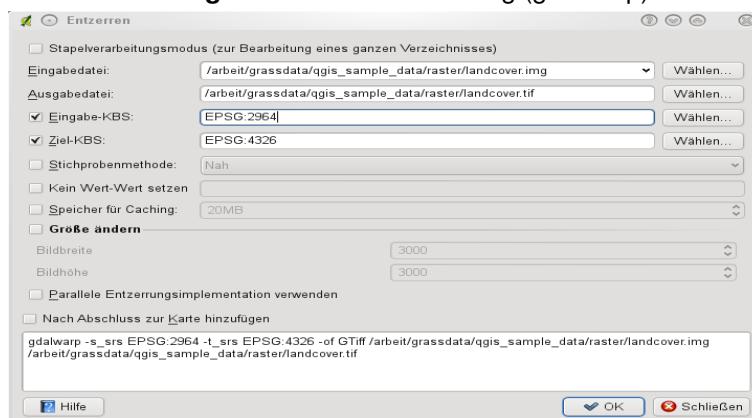 Entzerren
Stapelverarbeitungsmodus (zur Bearbeitung eines ganzen Verzeichnisses)
Eingabedatei: /arbeit/grassdata/qgis_sample_data/raster/landcover.img Wählen...
Ausgabedatei: /arbeit/grassdata/qgis_sample_data/raster/landcover.tif Wählen...
Eingabe-KBS: EPSG:2964 Wählen...
Ziel-KBS: EPSG:4326 Wählen...
Stichprobenmethode: Nah
Kein Wert-Wert setzen
Speicher für Caching: 20MB
Größe ändern
Bildbreite 3000
Bildhöhe 3000
Parallele Entzerrungsimplementation verwenden
Nach Abschluss zur Karte hinzufügen
gdalwarp -s_srs EPSG:2964 -t_srs EPSG:4326 -of GTiff /arbeit/grassdata/qgis_sample_data/raster/landcover.img
/arbeit/grassdata/qgis_sample_data/raster/landcover.tif
Hilfe OK Schließen